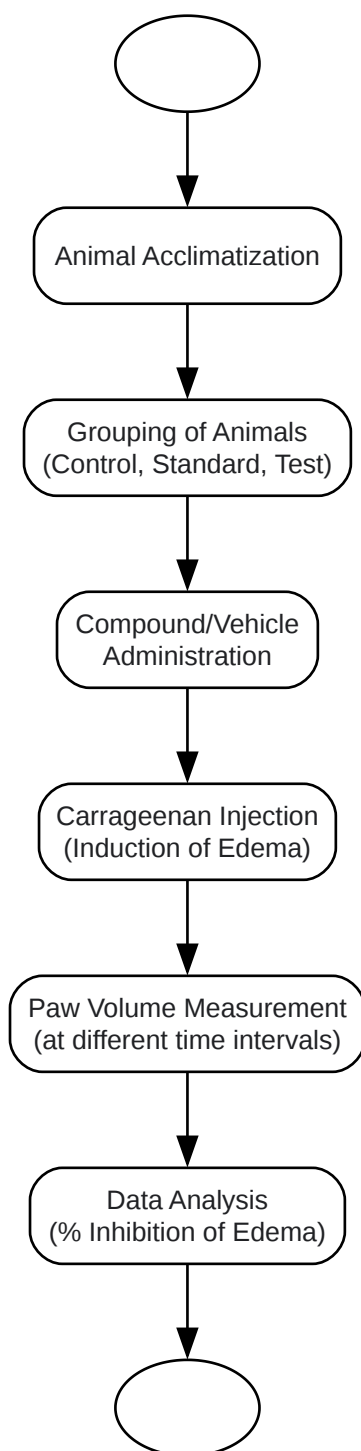 Animal Acclimatization
Grouping of Animals
(Control, Standard, Test)
Compound/Vehicle
Administration
Carrageenan Injection
(Induction of Edema)
Paw Volume Measurement
(at different time intervals)
Data Analysis
(% Inhibition of Edema)